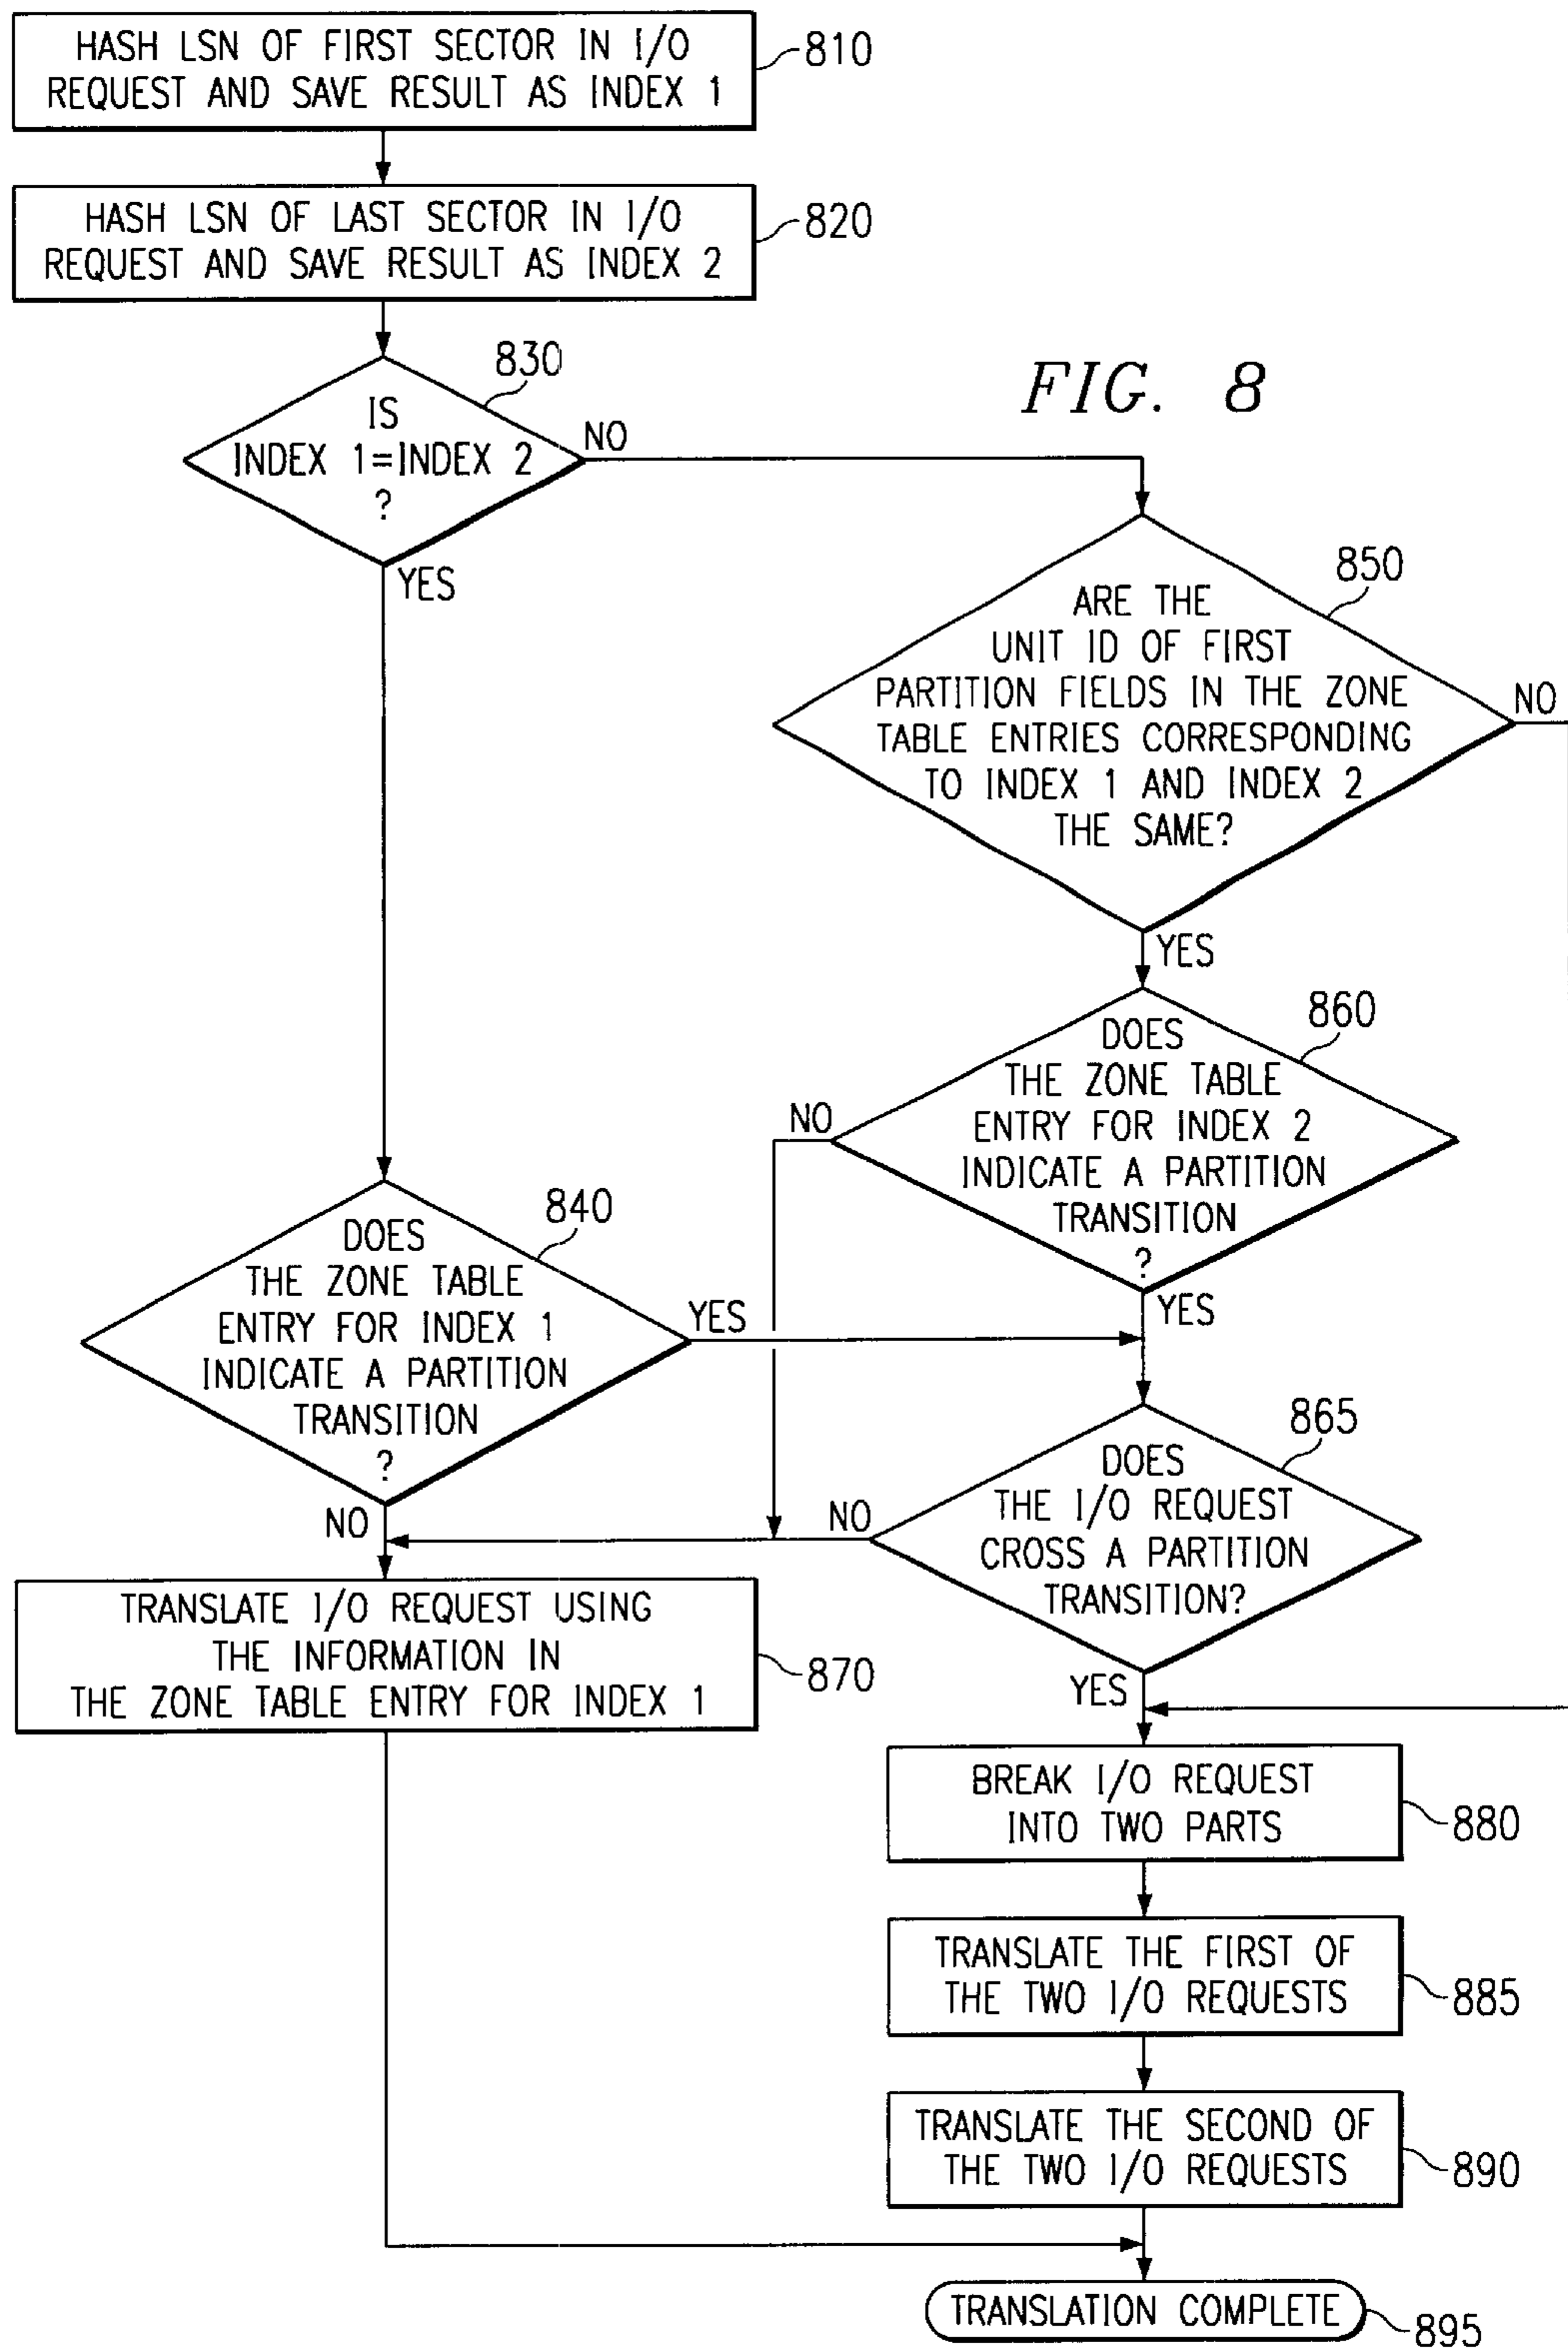 HASH LSN OF FIRST SECTOR IN I/O
REQUEST AND SAVE RESULT AS INDEX 1
810
HASH LSN OF LAST SECTOR IN I/O
REQUEST AND SAVE RESULT AS INDEX 2
820
830
IS
INDEX 1=INDEX 2
?
NO
YES
FIG. 8
850
ARE THE
UNIT ID OF FIRST
PARTITION FIELDS IN THE ZONE
TABLE ENTRIES CORRESPONDING
TO INDEX 1 AND INDEX 2
THE SAME?
NO
YES
860
DOES
THE ZONE TABLE
ENTRY FOR INDEX 2
INDICATE A PARTITION
TRANSITION
?
NO
YES
840
DOES
THE ZONE TABLE
ENTRY FOR INDEX 1
INDICATE A PARTITION
TRANSITION
?
YES
NO
865
DOES
THE I/O REQUEST
CROSS A PARTITION
TRANSITION?
NO
YES
TRANSLATE I/O REQUEST USING
THE INFORMATION IN
THE ZONE TABLE ENTRY FOR INDEX 1
870
BREAK I/O REQUEST
INTO TWO PARTS
880
TRANSLATE THE FIRST OF
THE TWO I/O REQUESTS
885
TRANSLATE THE SECOND OF
THE TWO I/O REQUESTS
890
TRANSLATION COMPLETE
895